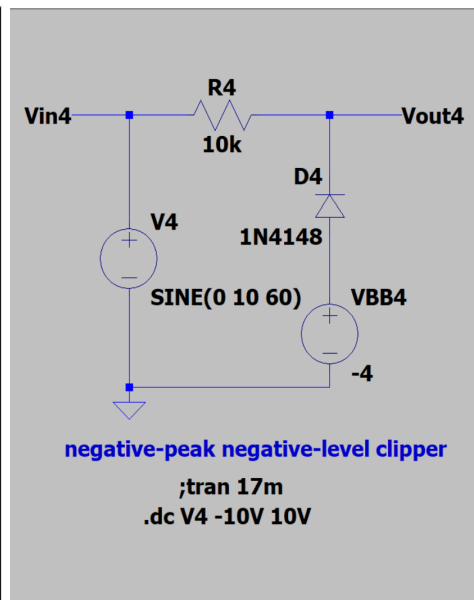 R4
Vin4
Vout4
10k
D4
V4
1N4148
SINE(0 10 60)
VBB4
-4
negative-peak negative-level clipper
;tran 17m
.dc V4 -10V 10V